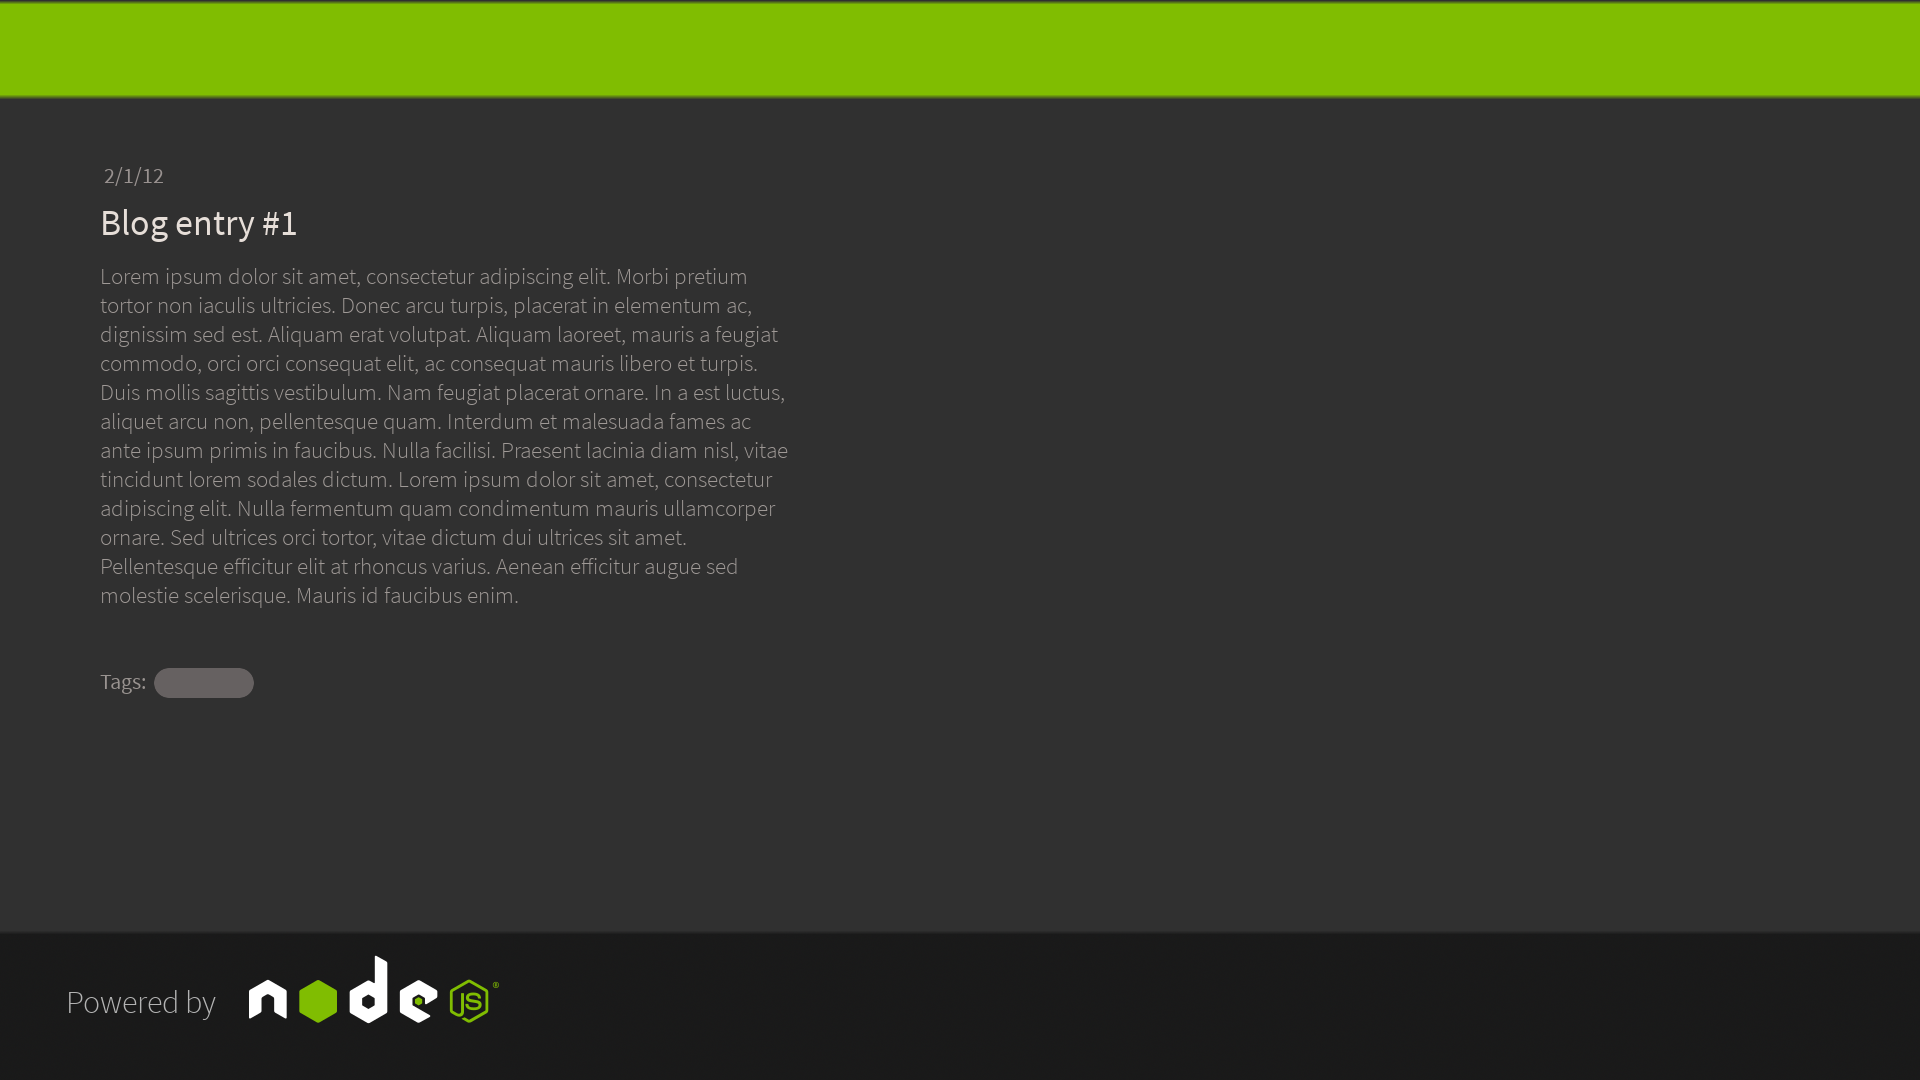 2/1/12
Blog entry #1
Lorem ipsum dolor sit amet, consectetur adipiscing elit. Morbi pretium
tortor non iaculis ultricies. Donec arcu turpis, placerat in elementum ac,
dignissim sed est. Aliquam erat volutpat. Aliquam laoreet, mauris a feugiat
commodo, orci orci consequat elit, ac consequat mauris libero et turpis.
Duis mollis sagittis vestibulum. Nam feugiat placerat ornare. In a est luctus,
aliquet arcu non, pellentesque quam. Interdum et malesuada fames ac
ante ipsum primis in faucibus. Nulla facilisi. Praesent lacinia diam nisl, vitae
tincidunt lorem sodales dictum. Lorem ipsum dolor sit amet, consectetur
adipiscing elit. Nulla fermentum quam condimentum mauris ullamcorper
ornare. Sed ultrices orci tortor, vitae dictum dui ultrices sit amet.
Pellentesque efficitur elit at rhoncus varius. Aenean efficitur augue sed
molestie scelerisque. Mauris id faucibus enim.
Tags:
Powered by node JS®